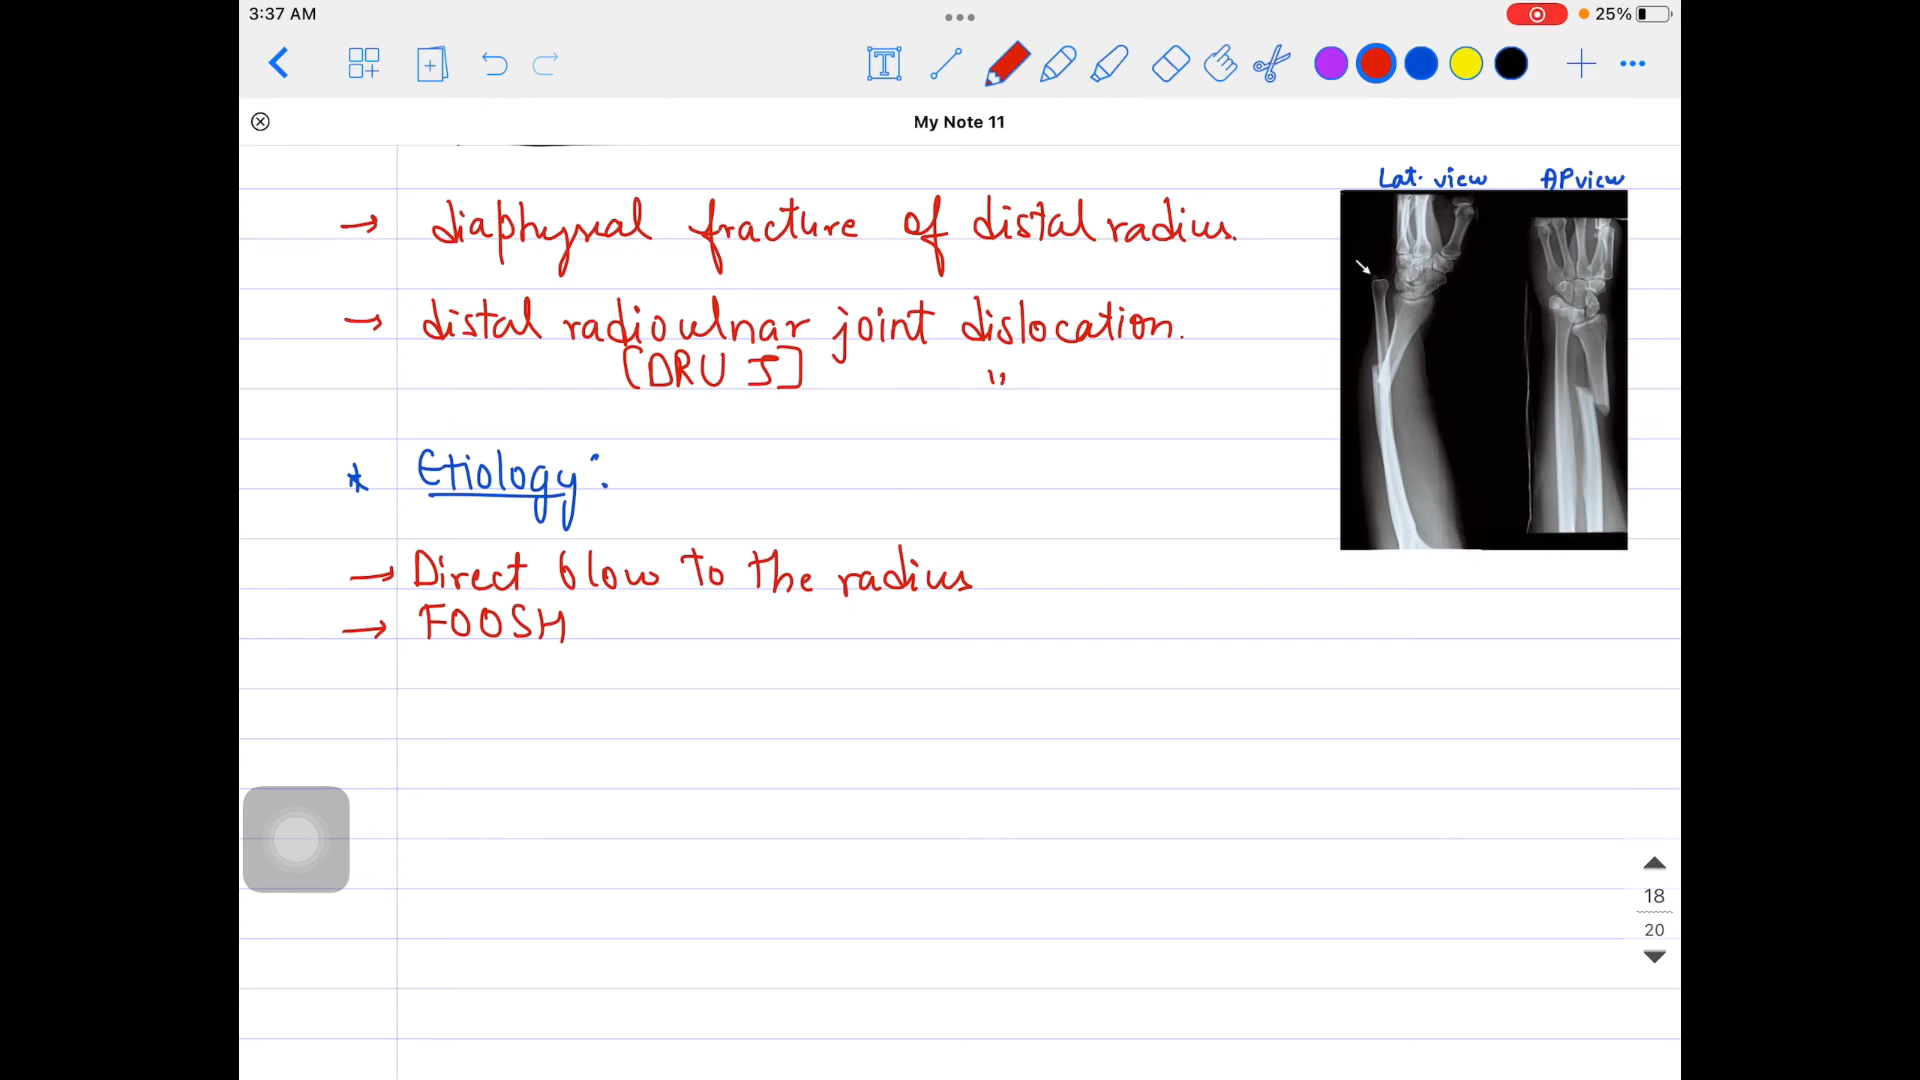 3:37 AM
25%
T
My Note 11
Lat. view AP view
→ diaphyseal fracture of distal radius.
→ distal radioulnar joint dislocation.
[DRUJ] "
* Etiology:
→ Direct blow to the radius
→ FOOSH
18
20